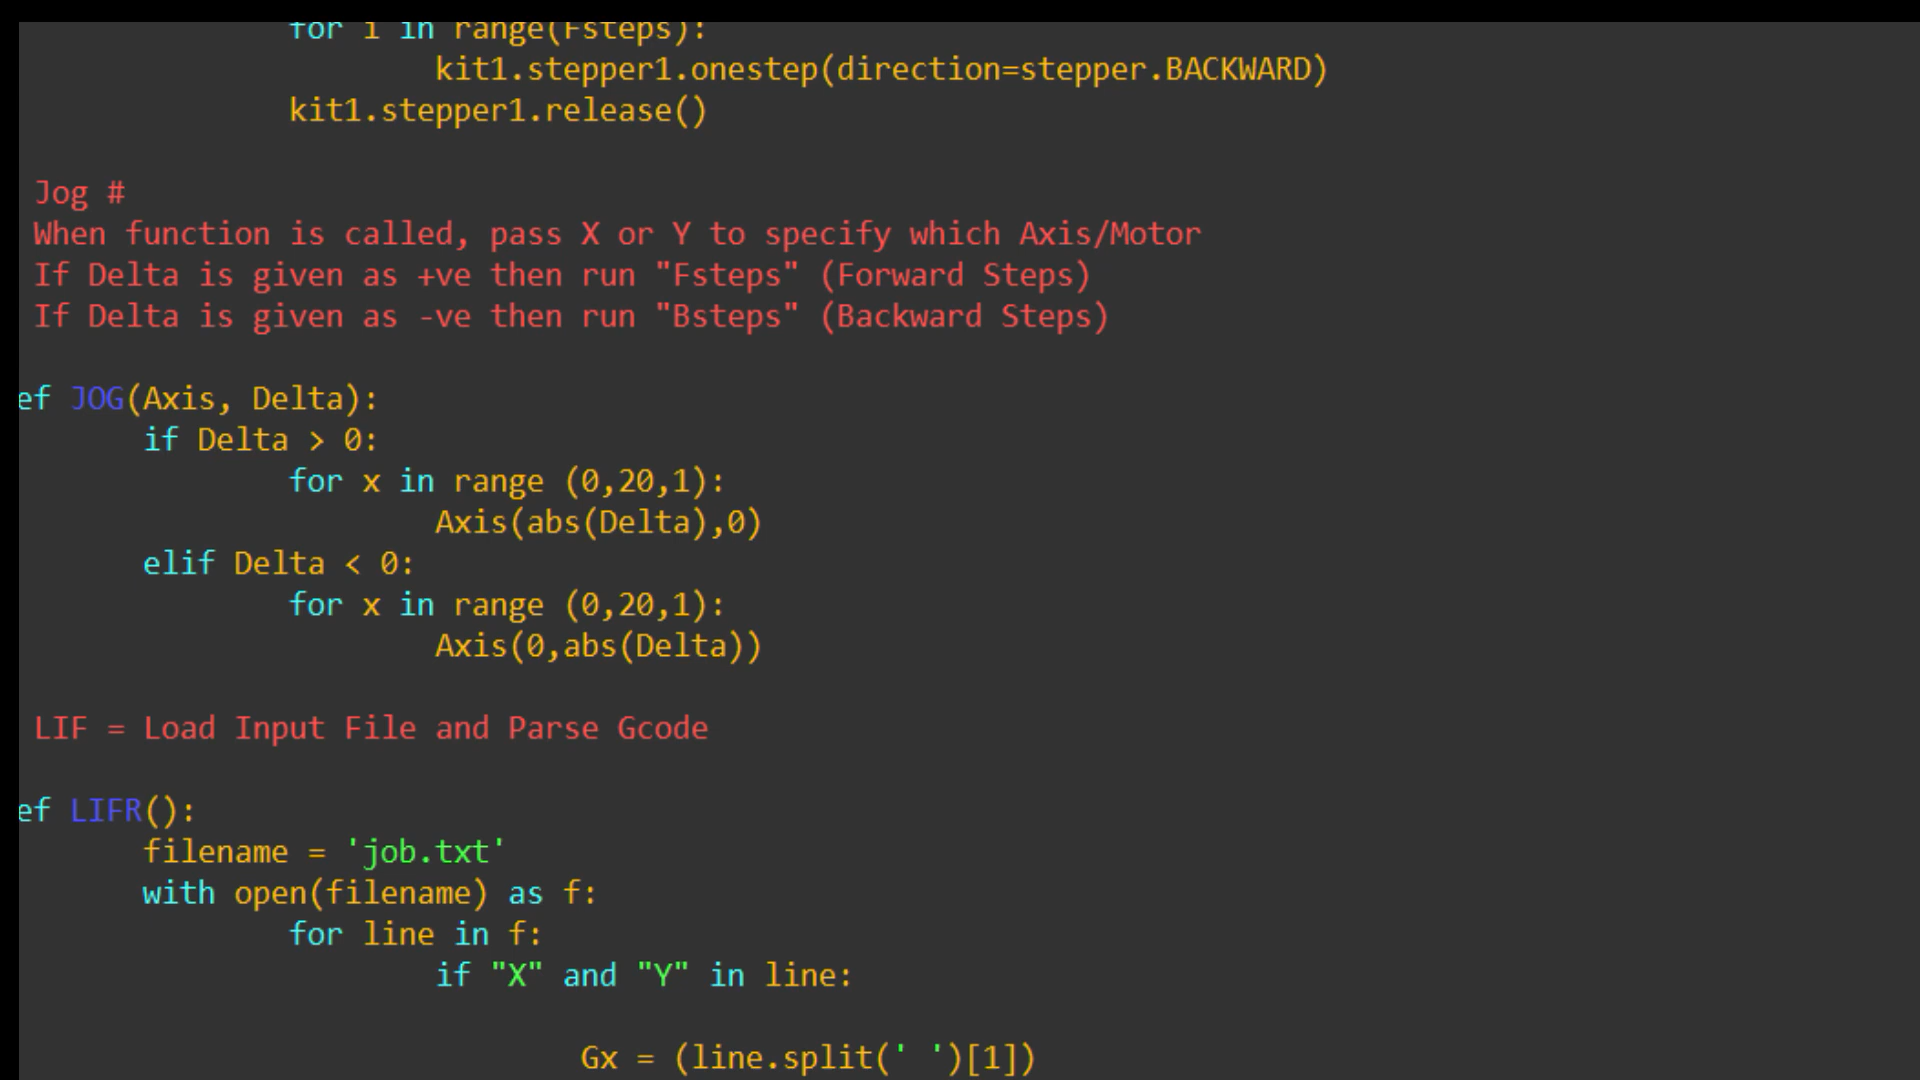 for i in range(Fsteps):
kit1.stepper1.onestep(direction=stepper.BACKWARD)
kit1.stepper1.release()
Jog #
When function is called, pass X or Y to specify which Axis/Motor
If Delta is given as +ve then run "Fsteps" (Forward Steps)
If Delta is given as -ve then run "Bsteps" (Backward Steps)
ef JOG(Axis, Delta):
if Delta > 0:
for x in range (0,20,1):
Axis(abs(Delta),0)
elif Delta < 0:
for x in range (0,20,1):
Axis(0,abs(Delta))
LIF = Load Input File and Parse Gcode
ef LIFR():
filename = 'job.txt'
with open(filename) as f:
for line in f:
if "X" and "Y" in line:
Gx = (line.split(' ')[1])